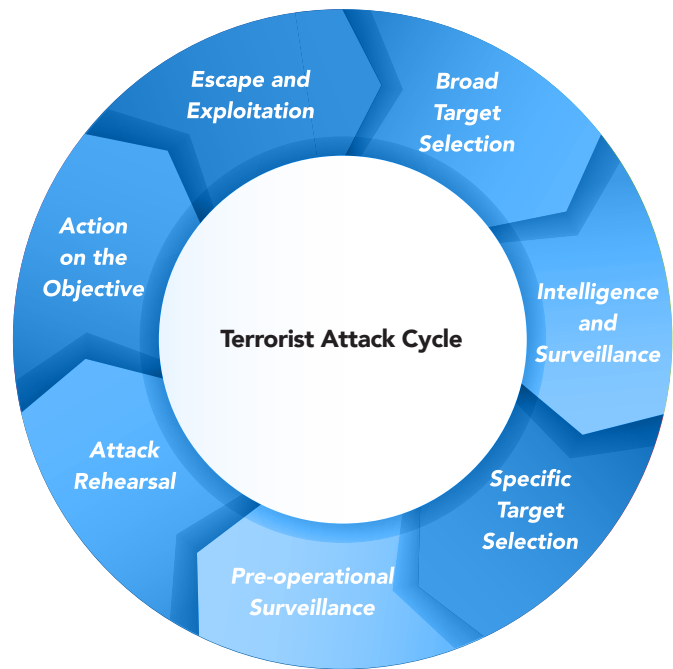 Terrorist Attack Cycle
Broad
Target
Selection
Intelligence
and
Surveillance
Specific
Target
Selection
Pre-operational
Surveillance
Attack
Rehearsal
Action
on the
Objective
Escape and
Exploitation